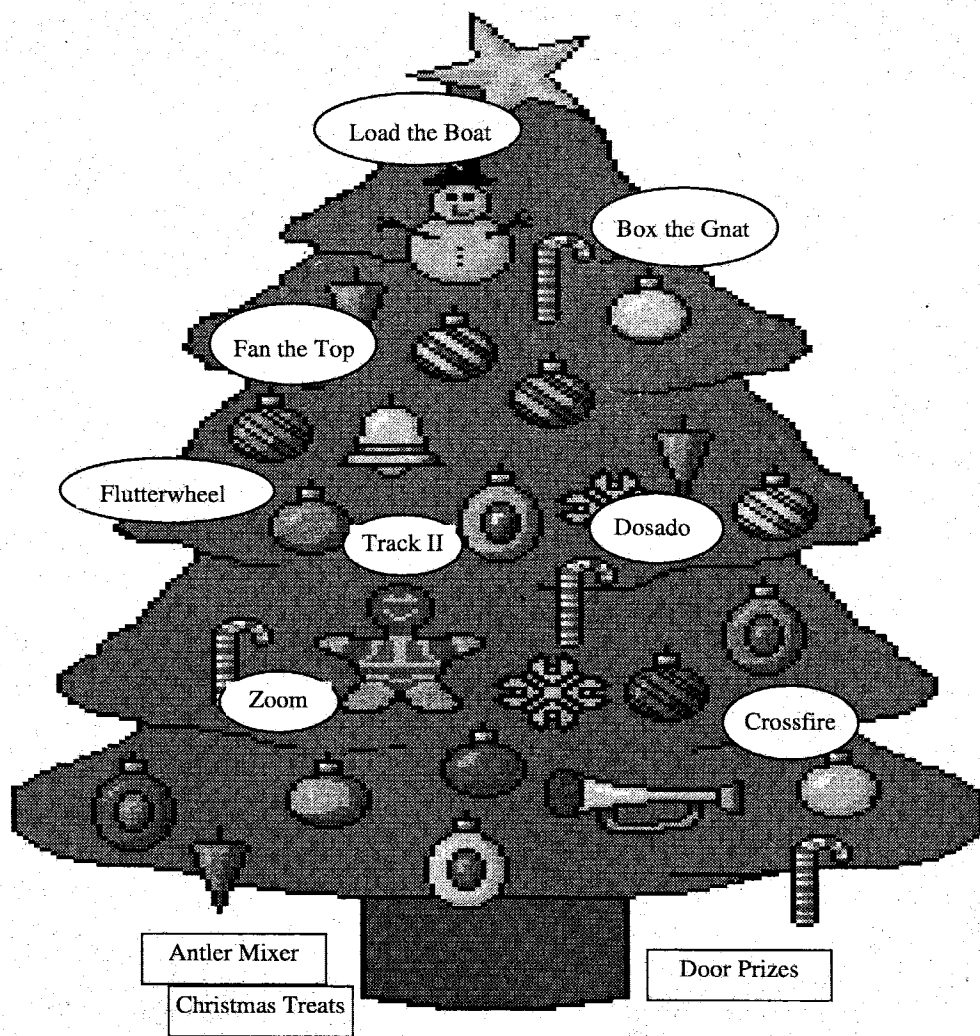 Load the Boat
Box the Gnat
Fan the Top
Flutterwheel
Track II
Dosado
Zoom
Crossfire
Antler Mixer
Door Prizes
Christmas Treats